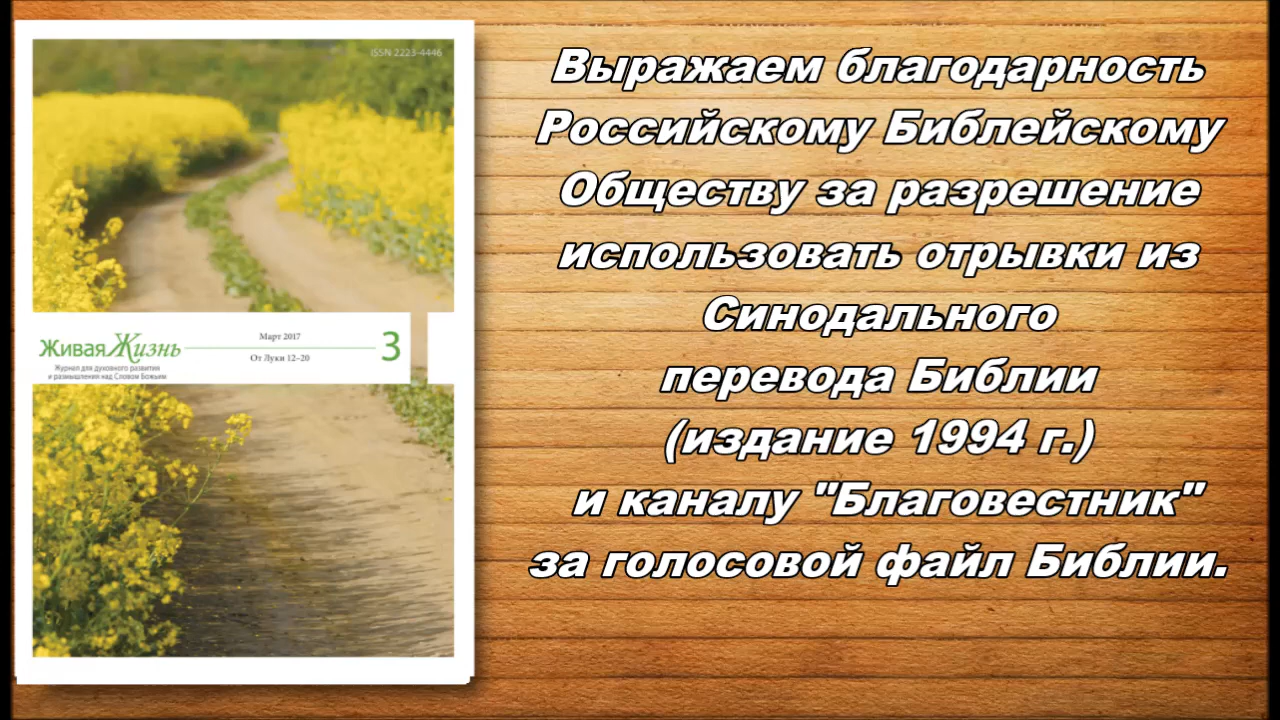 ISSN 2223-4446
ЖиваяЖизнь
Журнал для духовного развития
и размышления над Словом Божьим
Март 2017
От Луки 12–20
3
Выражаем благодарность
Российскому Библейскому
Обществу за разрешение
использовать отрывки из
Синодального
перевода Библии
(издание 1994 г.)
и каналу "Благовестник"
за голосовой файл Библии.